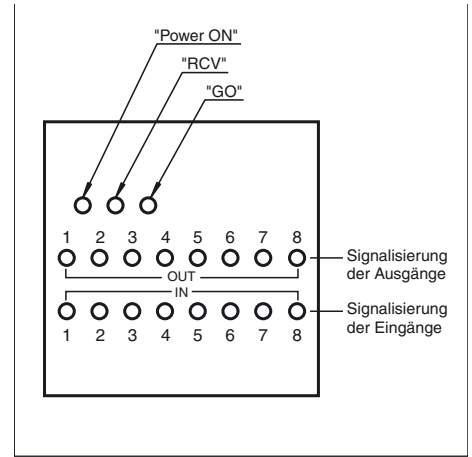 "Power ON"
"RCV"
"GO"
1 2 3 4 5 6 7 8
Signalisierung
der Ausgänge
OUT
IN
Signalisierung
der Eingänge
1 2 3 4 5 6 7 8